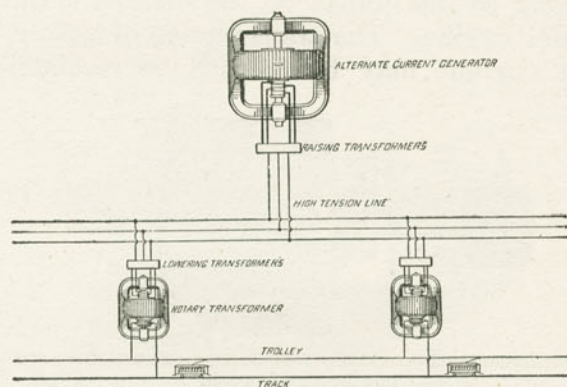 ALTERNATE CURRENT GENERATOR
RAISING TRANSFORMERS
HIGH TENSION LINE
LOWERING TRANSFORMERS
ROTARY TRANSFORMER
TROLLEY
TRACK